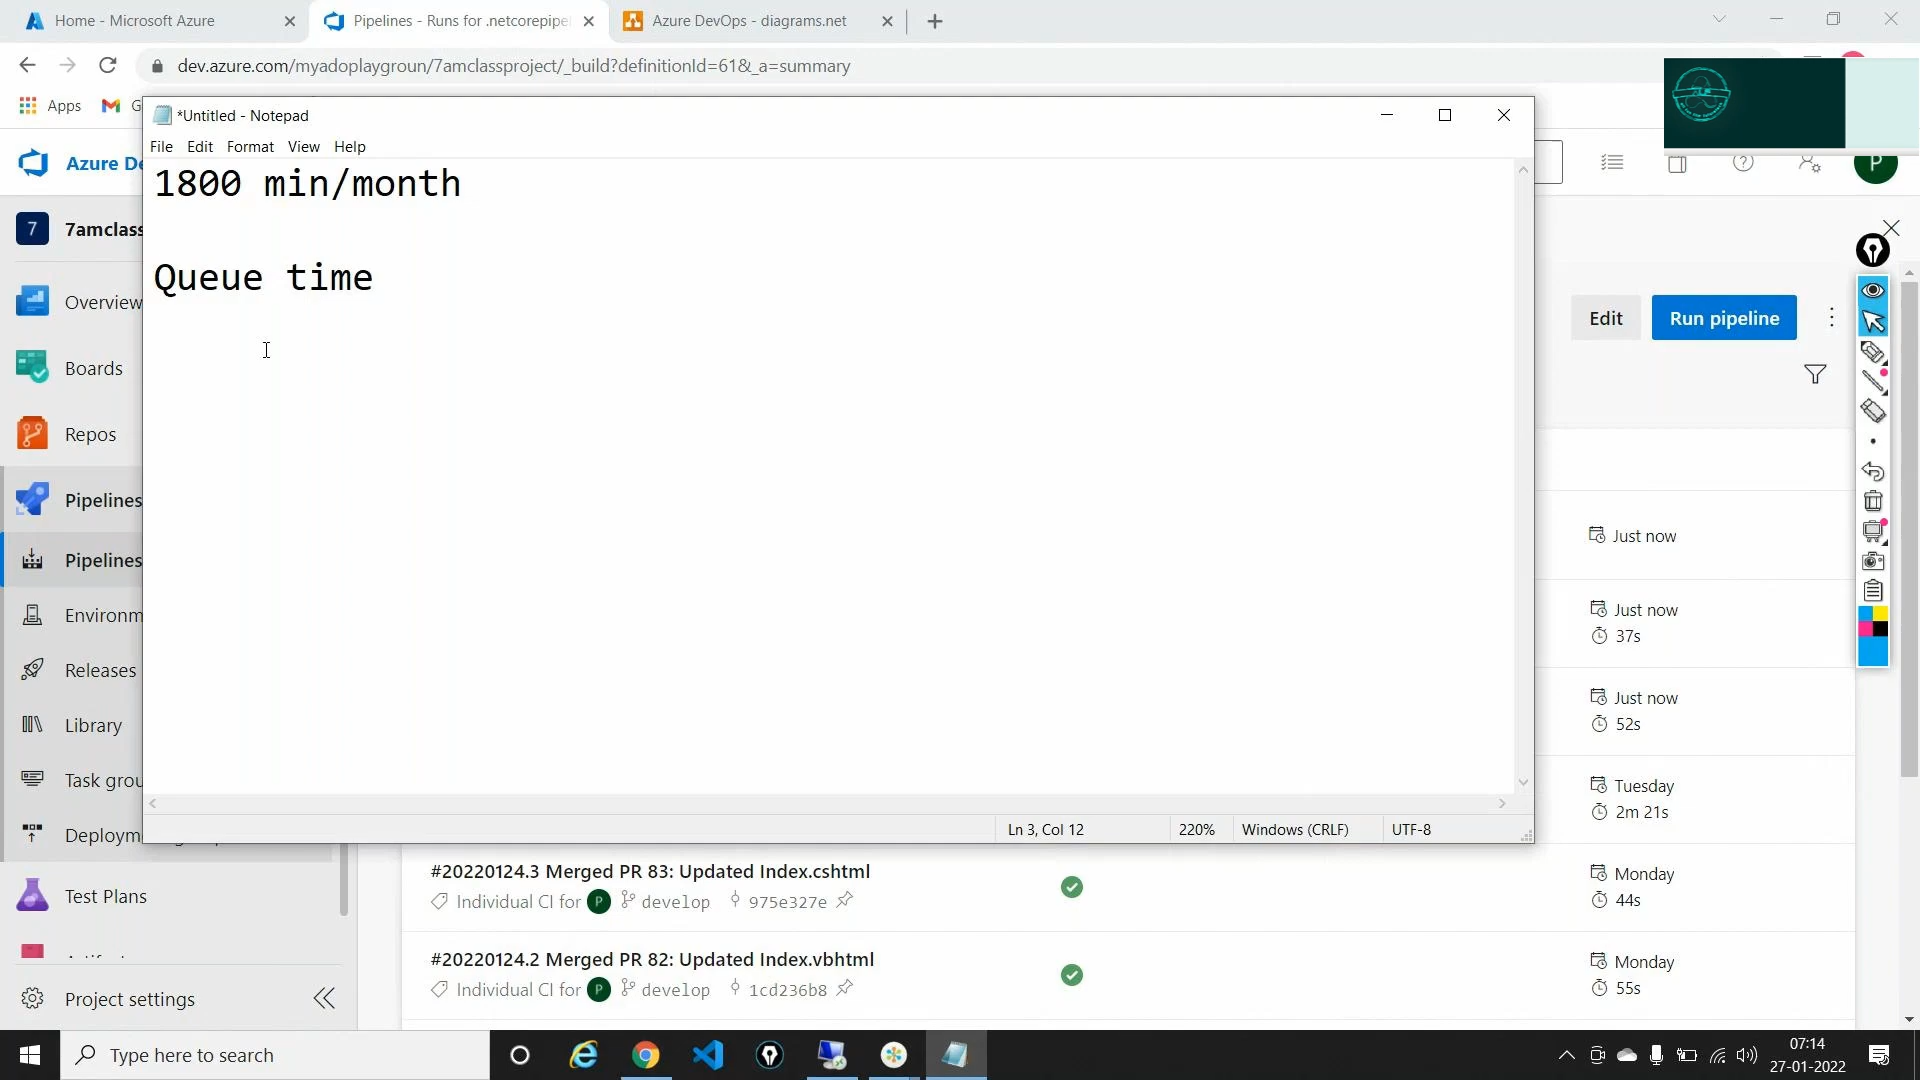 Home - Microsoft Azure
Pipelines - Runs for .netcorepipe
Azure DevOps - diagrams.net
dev.azure.com/myadoplaygroun/7amclassproject/_build?definitionId=61&_a=summary
Apps
G
*Untitled - Notepad
File Edit Format View Help
1800 min/month
Queue time
Ln 3, Col 12
220%
Windows (CRLF)
UTF-8
Azure De
P
7
7amclass
Overview
Boards
Repos
Pipelines
Pipelines
Environm
Releases
Library
Task grou
Deploym
Test Plans
Project settings
Edit
Run pipeline
Just now
Just now
37s
Just now
52s
Tuesday
2m 21s
#20220124.3 Merged PR 83: Updated Index.cshtml
Individual CI for P develop 975e327e
Monday
44s
#20220124.2 Merged PR 82: Updated Index.vbhtml
Individual CI for P develop 1cd236b8
Monday
55s
Type here to search
07:14
27-01-2022